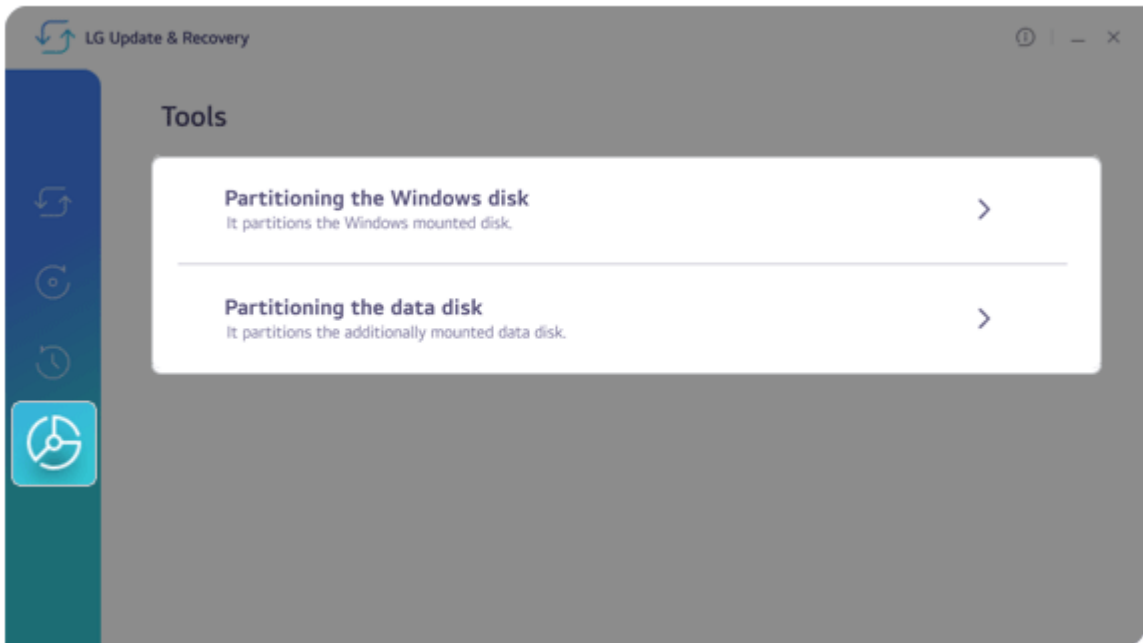 LG Update & Recovery
Tools
Partitioning the Windows disk
It partitions the Windows mounted disk.
Partitioning the data disk
It partitions the additionally mounted data disk.